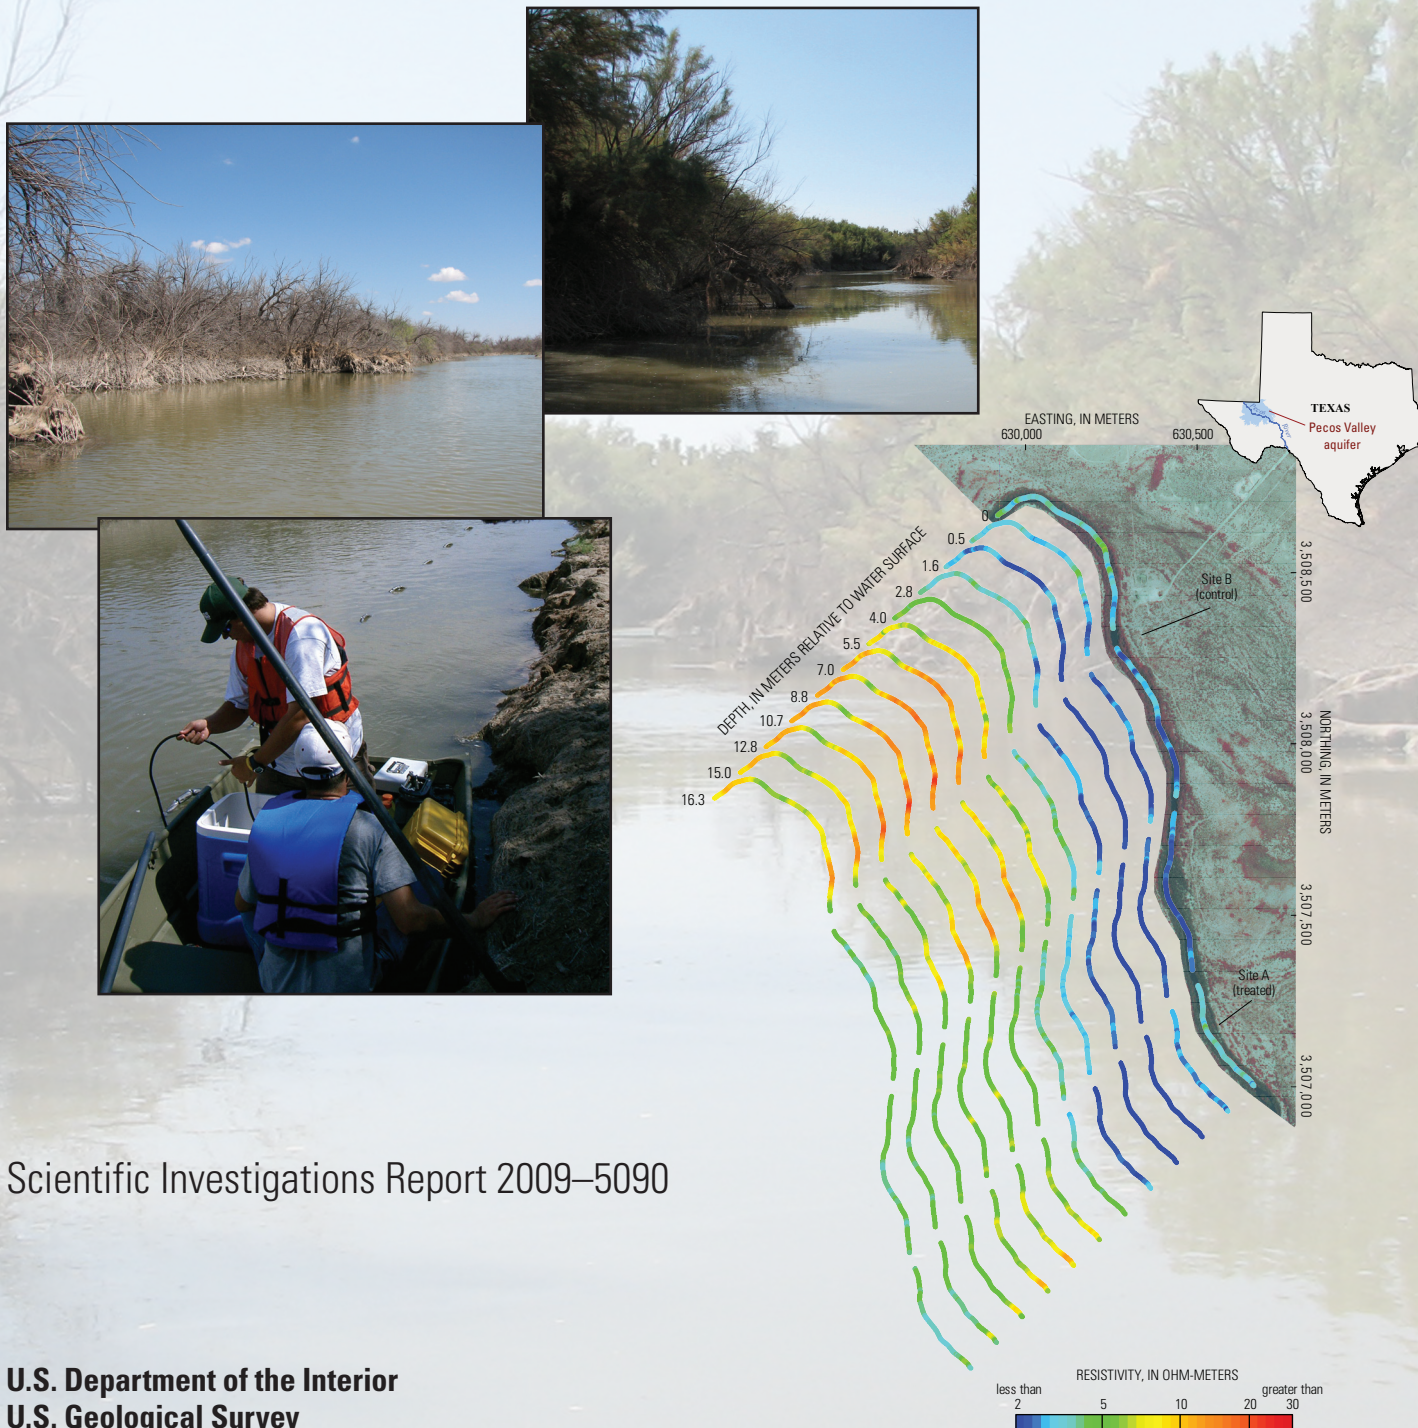 TEXAS
Pecos Valley
aquifer
EASTING, IN METERS
630,000
630,500
DEPTH, IN METERS RELATIVE TO WATER SURFACE
0
0.5
1.6
2.8
4.0
5.5
7.0
8.8
10.7
12.8
15.0
16.3
Site B
(control)
Site A
(treated)
NORTHING, IN METERS
3,508,500
3,508,000
3,507,500
3,507,000
Scientific Investigations Report 2009–5090
U.S. Department of the Interior
U.S. Geological Survey
RESISTIVITY, IN OHM-METERS
less than
greater than
2
5
10
20
30